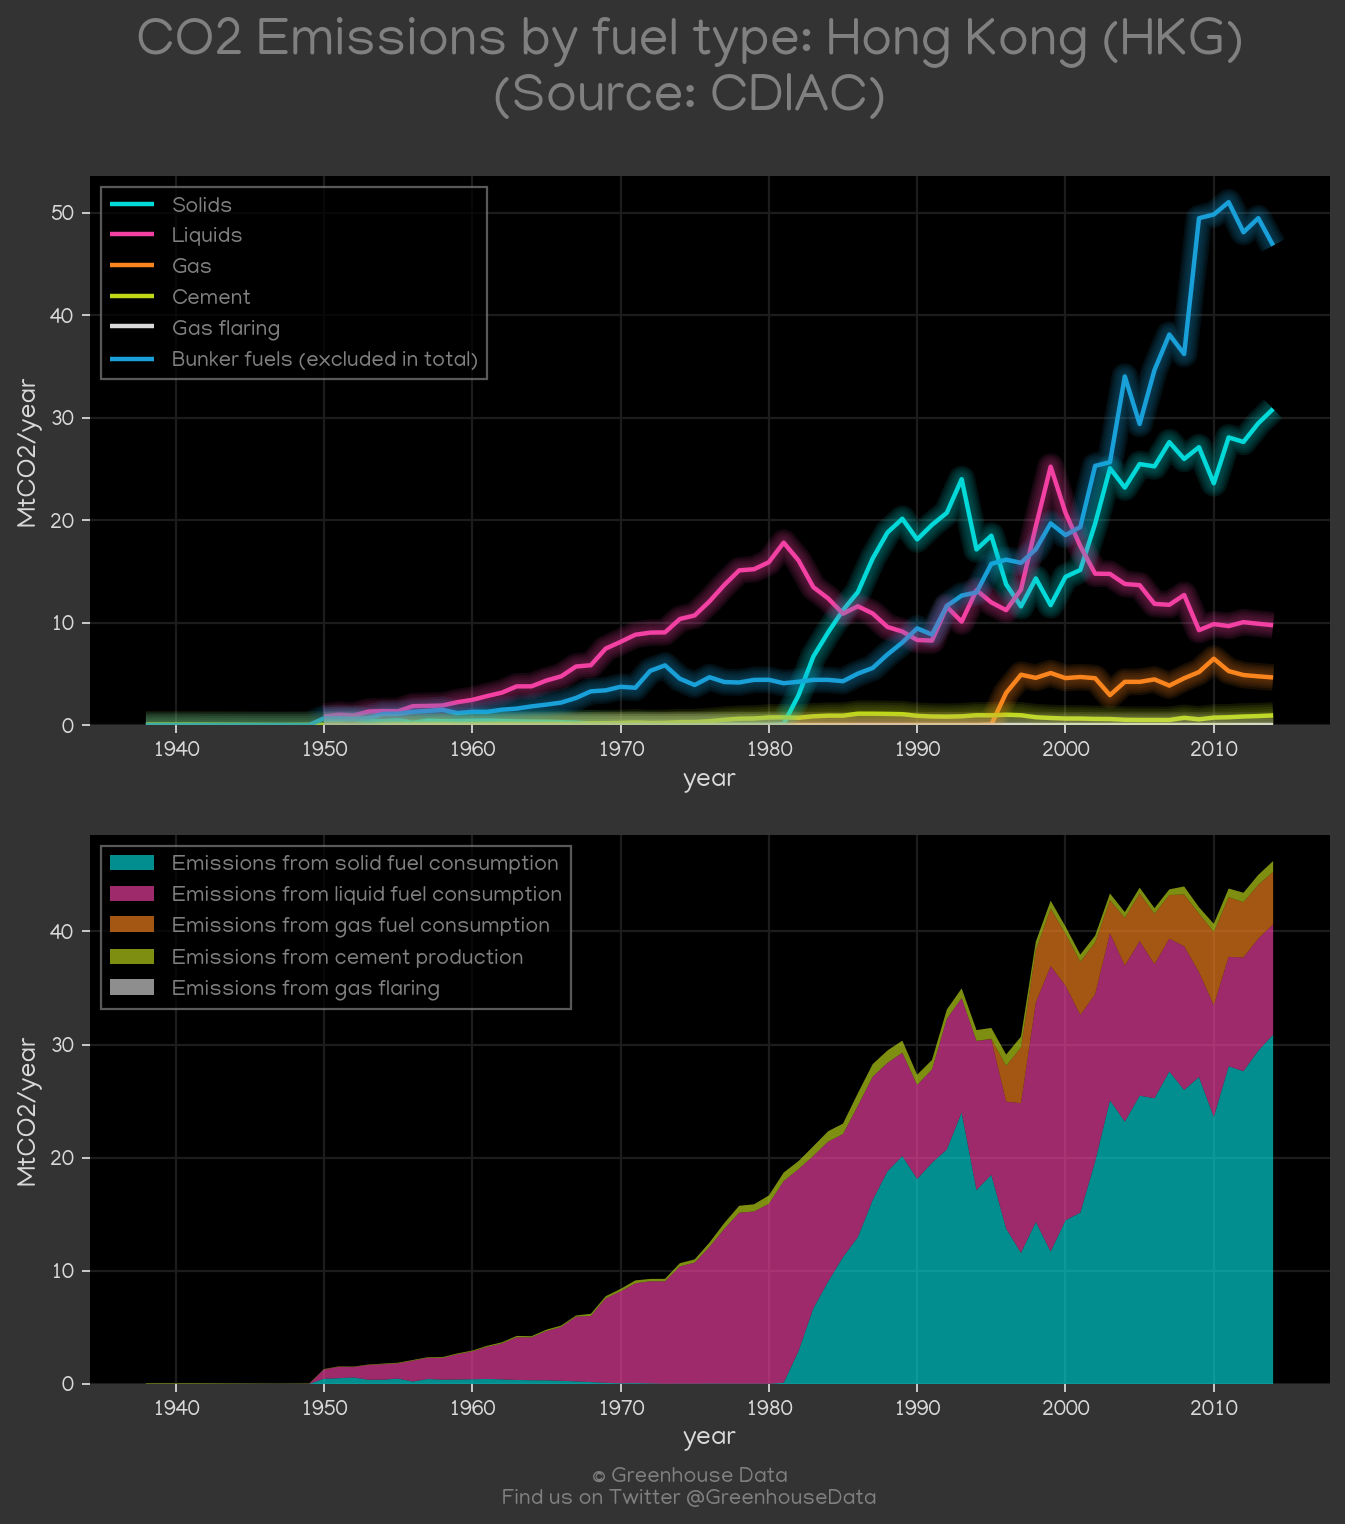 CO2 Emissions by fuel type: Hong Kong (HKG)
(Source: CDIAC)
Solids
Liquids
Gas
Cement
Gas flaring
Bunker fuels (excluded in total)
MtCO2/year
50
40
30
20
10
0
1940 1950 1960 1970 1980 1990 2000 2010
year
Emissions from solid fuel consumption
Emissions from liquid fuel consumption
Emissions from gas fuel consumption
Emissions from cement production
Emissions from gas flaring
MtCO2/year
40
30
20
10
0
1940 1950 1960 1970 1980 1990 2000 2010
year
© Greenhouse Data
Find us on Twitter @GreenhouseData